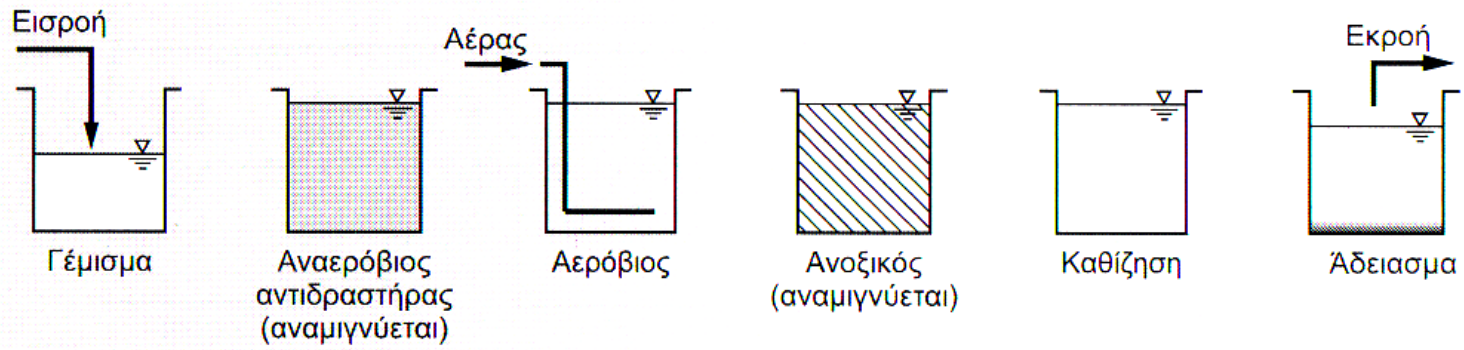 Εισροή
Αέρας
Εκροή
Γέμισμα
Αναερόβιος
αντιδραστήρας
(αναμιγνύεται)
Αερόβιος
Ανοξικός
(αναμιγνύεται)
Καθίζηση
Άδειασμα